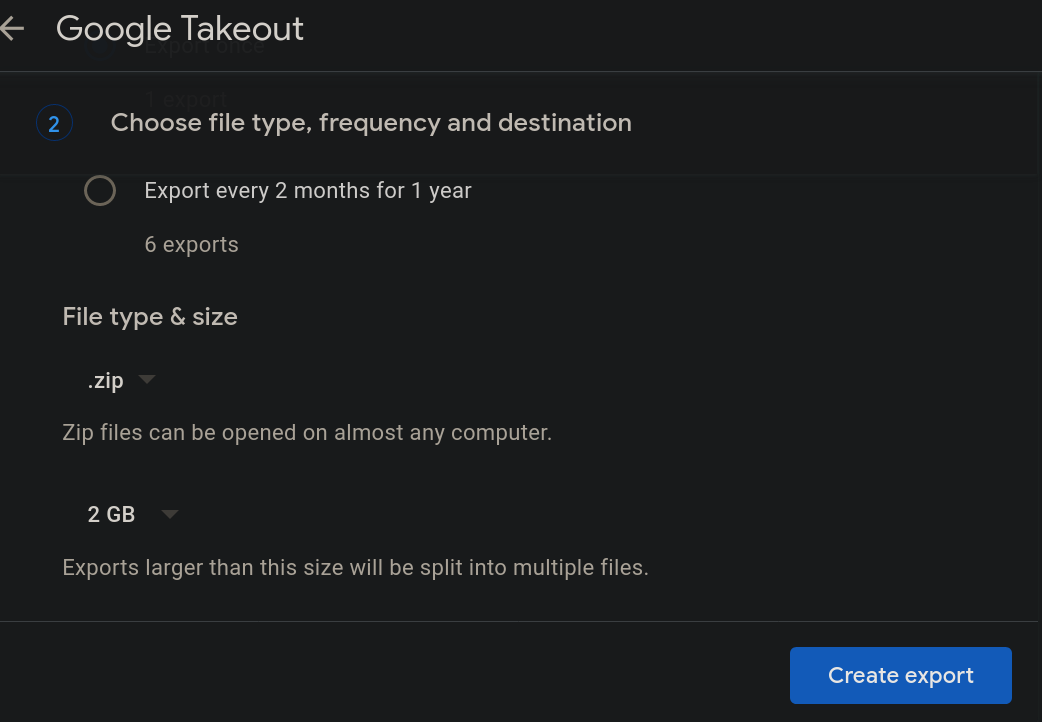 Google Takeout
Export once
1 export
2 Choose file type, frequency and destination
Export every 2 months for 1 year
6 exports
File type & size
.zip
Zip files can be opened on almost any computer.
2 GB
Exports larger than this size will be split into multiple files.
Create export